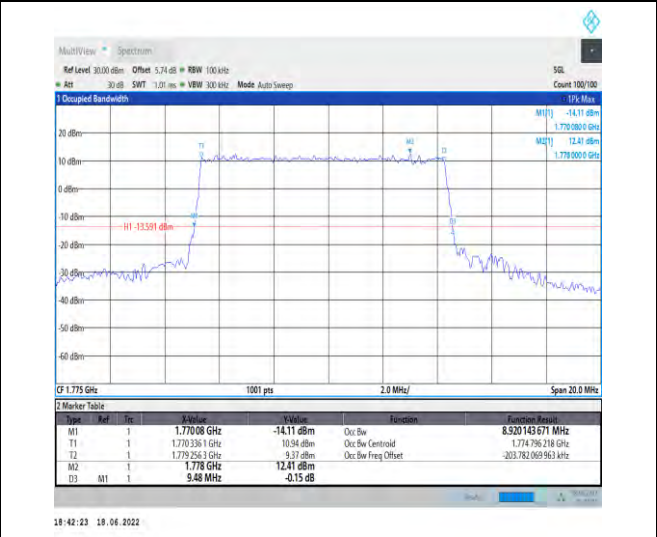 MultiView Spectrum
Ref Level 30.00 dBm Offset 5.74 dB RBW 100 kHz SGL
Att 30 dB SWT 1.01 ms VBW 300 kHz Mode Auto Sweep Count 100/100
1 Occupied Bandwidth 1Pk Max
M1[1] -14.11 dBm
1.770 080 0 GHz
M2[1] 12.41 dBm
1.778 000 0 GHz
20 dBm
10 dBm
0 dBm
-10 dBm
H1 -13.591 dBm
-20 dBm
-30 dBm
-40 dBm
-50 dBm
-60 dBm
M1
M2
CF 1.775 GHz 1001 pts 2.0 MHz/ Span 20.0 MHz
2 Marker Table
Type Ref Trc X-Value Y-Value Function Function Result
M1 1 1.77008 GHz -14.11 dBm Occ Bw 8.920 143 671 MHz
T1 1 1.770 336 1 GHz 10.94 dBm Occ Bw Centroid 1.774 796 218 GHz
T2 1 1.779 256 3 GHz 9.37 dBm Occ Bw Freq Offset -203.782 069 963 kHz
M2 1 1.778 GHz 12.41 dBm
D3 M1 1 9.48 MHz -0.15 dB
18:42:23 18.06.2022